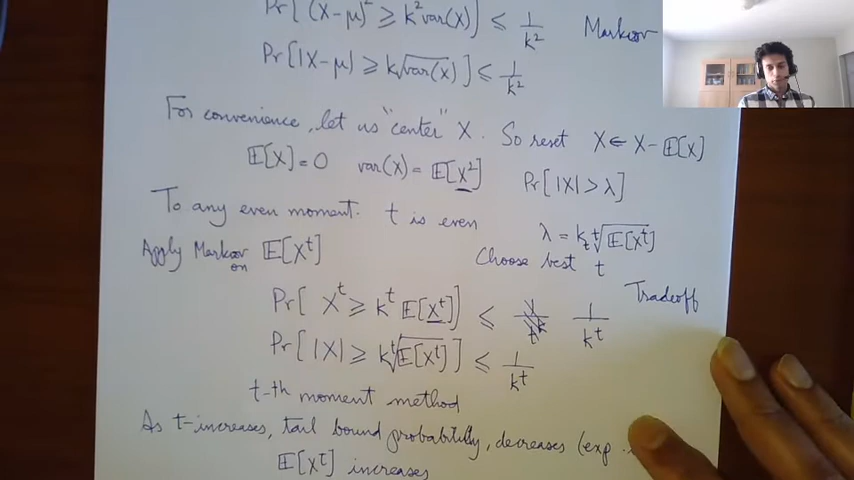 Pr[ (X-μ)² ≥ k² var(X) ] ≤ 1/k² Markov
Pr[ |X-μ| ≥ k√var(X) ] ≤ 1/k²
For convenience, let us "center" X. So reset X ← X - 𝔼[X]
𝔼[X] = 0 var(X) = 𝔼[X²] Pr[ |X| > λ ]
To any even moment. t is even
λ = k_t ᵗ√𝔼[Xᵗ]
Apply Markov on 𝔼[Xᵗ] Choose best t
Pr[ Xᵗ ≥ kᵗ 𝔼[Xᵗ] ] ≤ 1/kᵗ Tradeoff
Pr[ |X| ≥ k ᵗ√𝔼[Xᵗ] ] ≤ 1/kᵗ
t-th moment method
As t-increases, tail bound probability, decreases (exp
𝔼[Xᵗ] increases